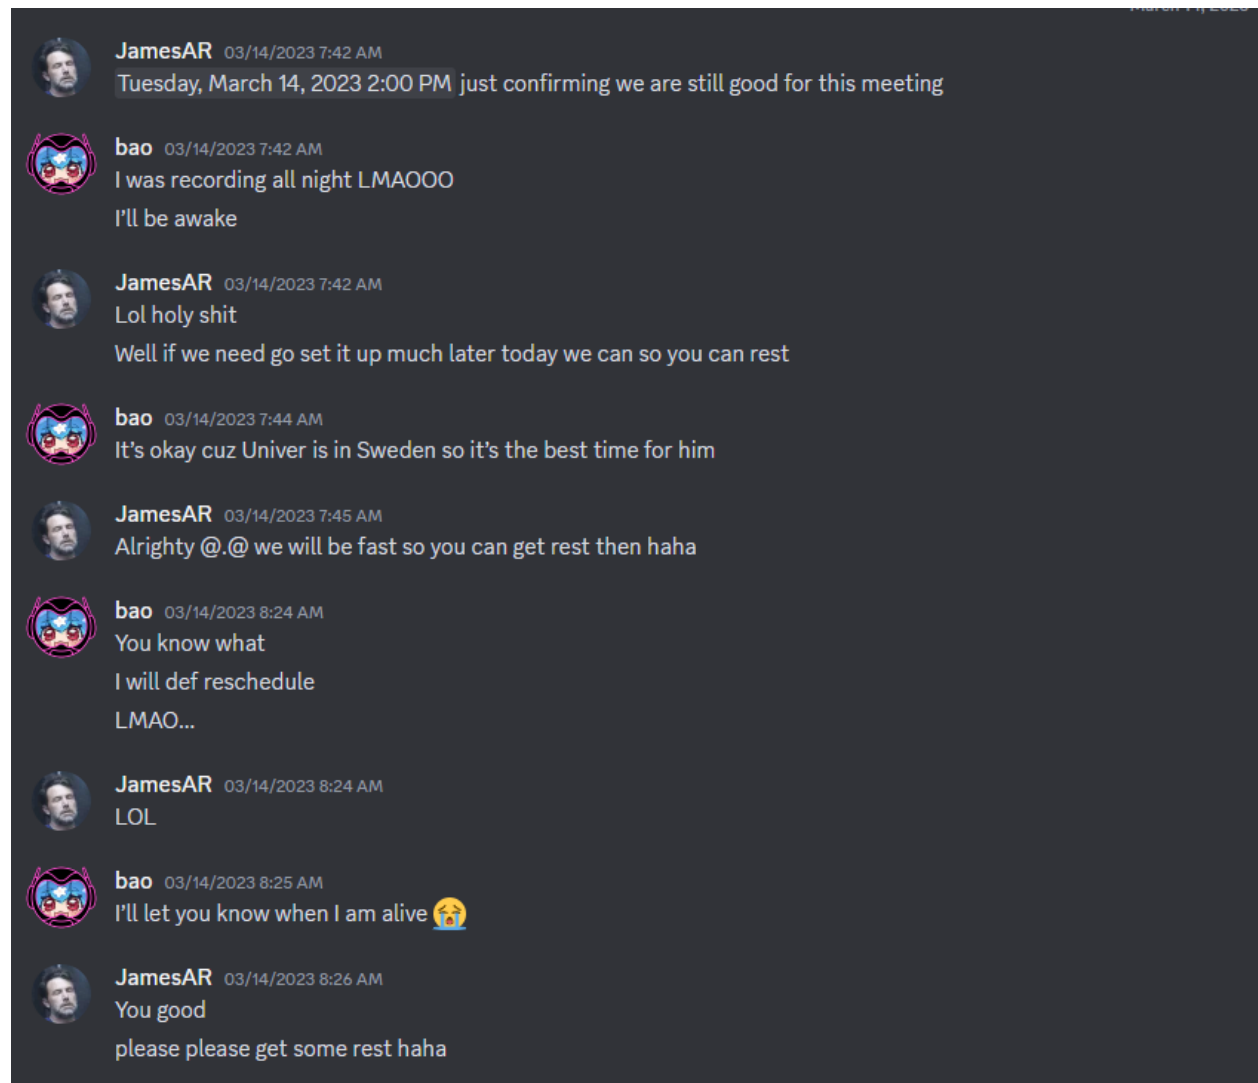 JamesAR 03/14/2023 7:42 AM
Tuesday, March 14, 2023 2:00 PM just confirming we are still good for this meeting
bao 03/14/2023 7:42 AM
I was recording all night LMAOOO
I’ll be awake
JamesAR 03/14/2023 7:42 AM
Lol holy shit
Well if we need go set it up much later today we can so you can rest
bao 03/14/2023 7:44 AM
It’s okay cuz Univer is in Sweden so it’s the best time for him
JamesAR 03/14/2023 7:45 AM
Alrighty @.@ we will be fast so you can get rest then haha
bao 03/14/2023 8:24 AM
You know what
I will def reschedule
LMAO...
JamesAR 03/14/2023 8:24 AM
LOL
bao 03/14/2023 8:25 AM
I’ll let you know when I am alive 😭
JamesAR 03/14/2023 8:26 AM
You good
please please get some rest haha